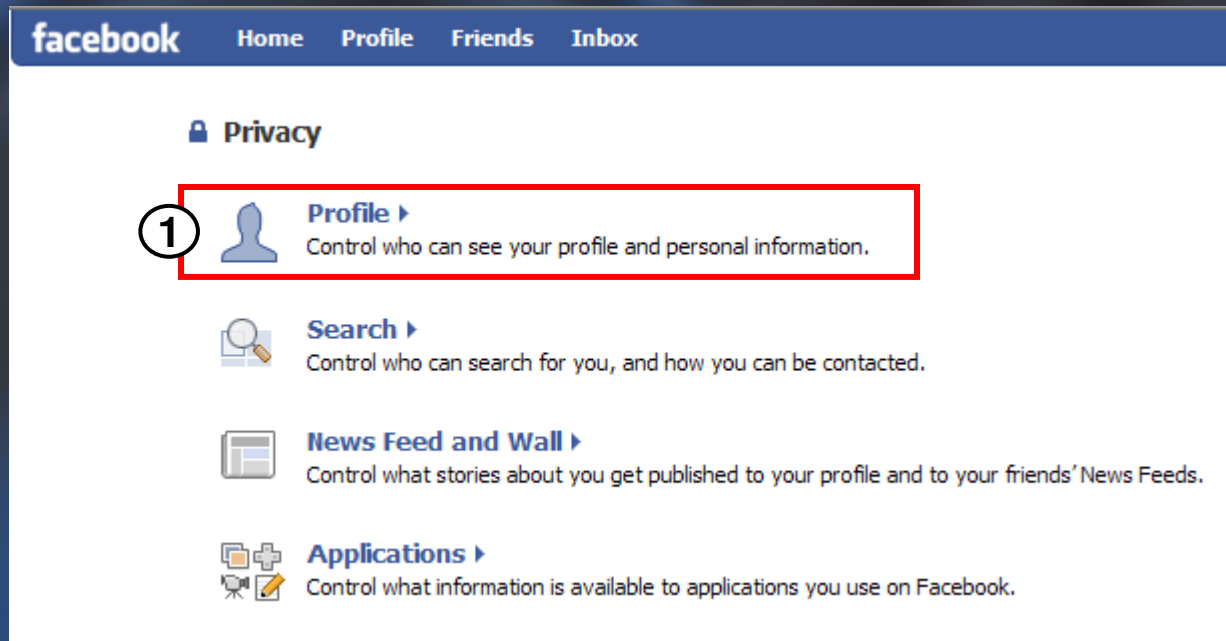 facebook Home Profile Friends Inbox
Privacy
1
Profile
Control who can see your profile and personal information.
Search
Control who can search for you, and how you can be contacted.
News Feed and Wall
Control what stories about you get published to your profile and to your friends' News Feeds.
Applications
Control what information is available to applications you use on Facebook.